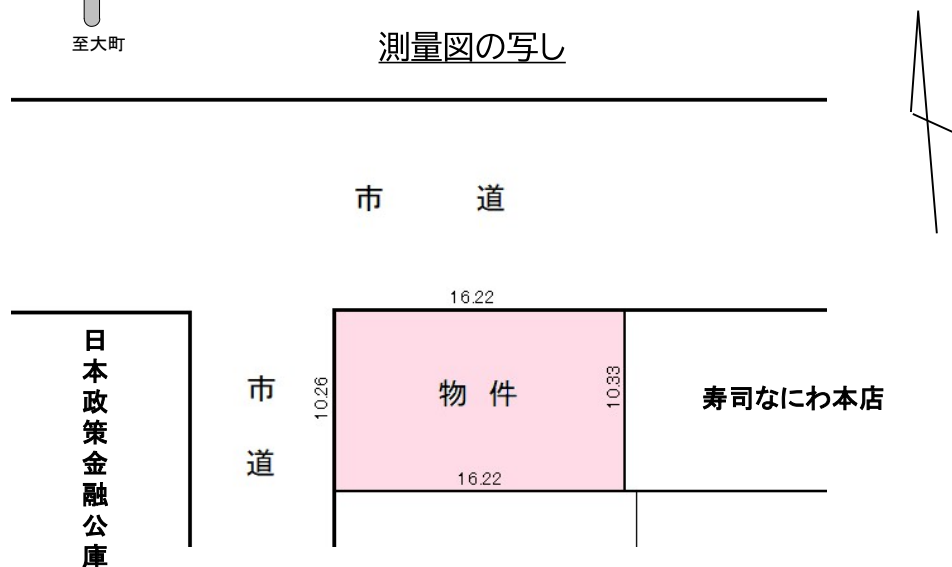 至大町
測量図の写し
市 道
16.22
日本政策金融公庫
市道
10.26
物 件
10.33
寿司なにわ本店
16.22